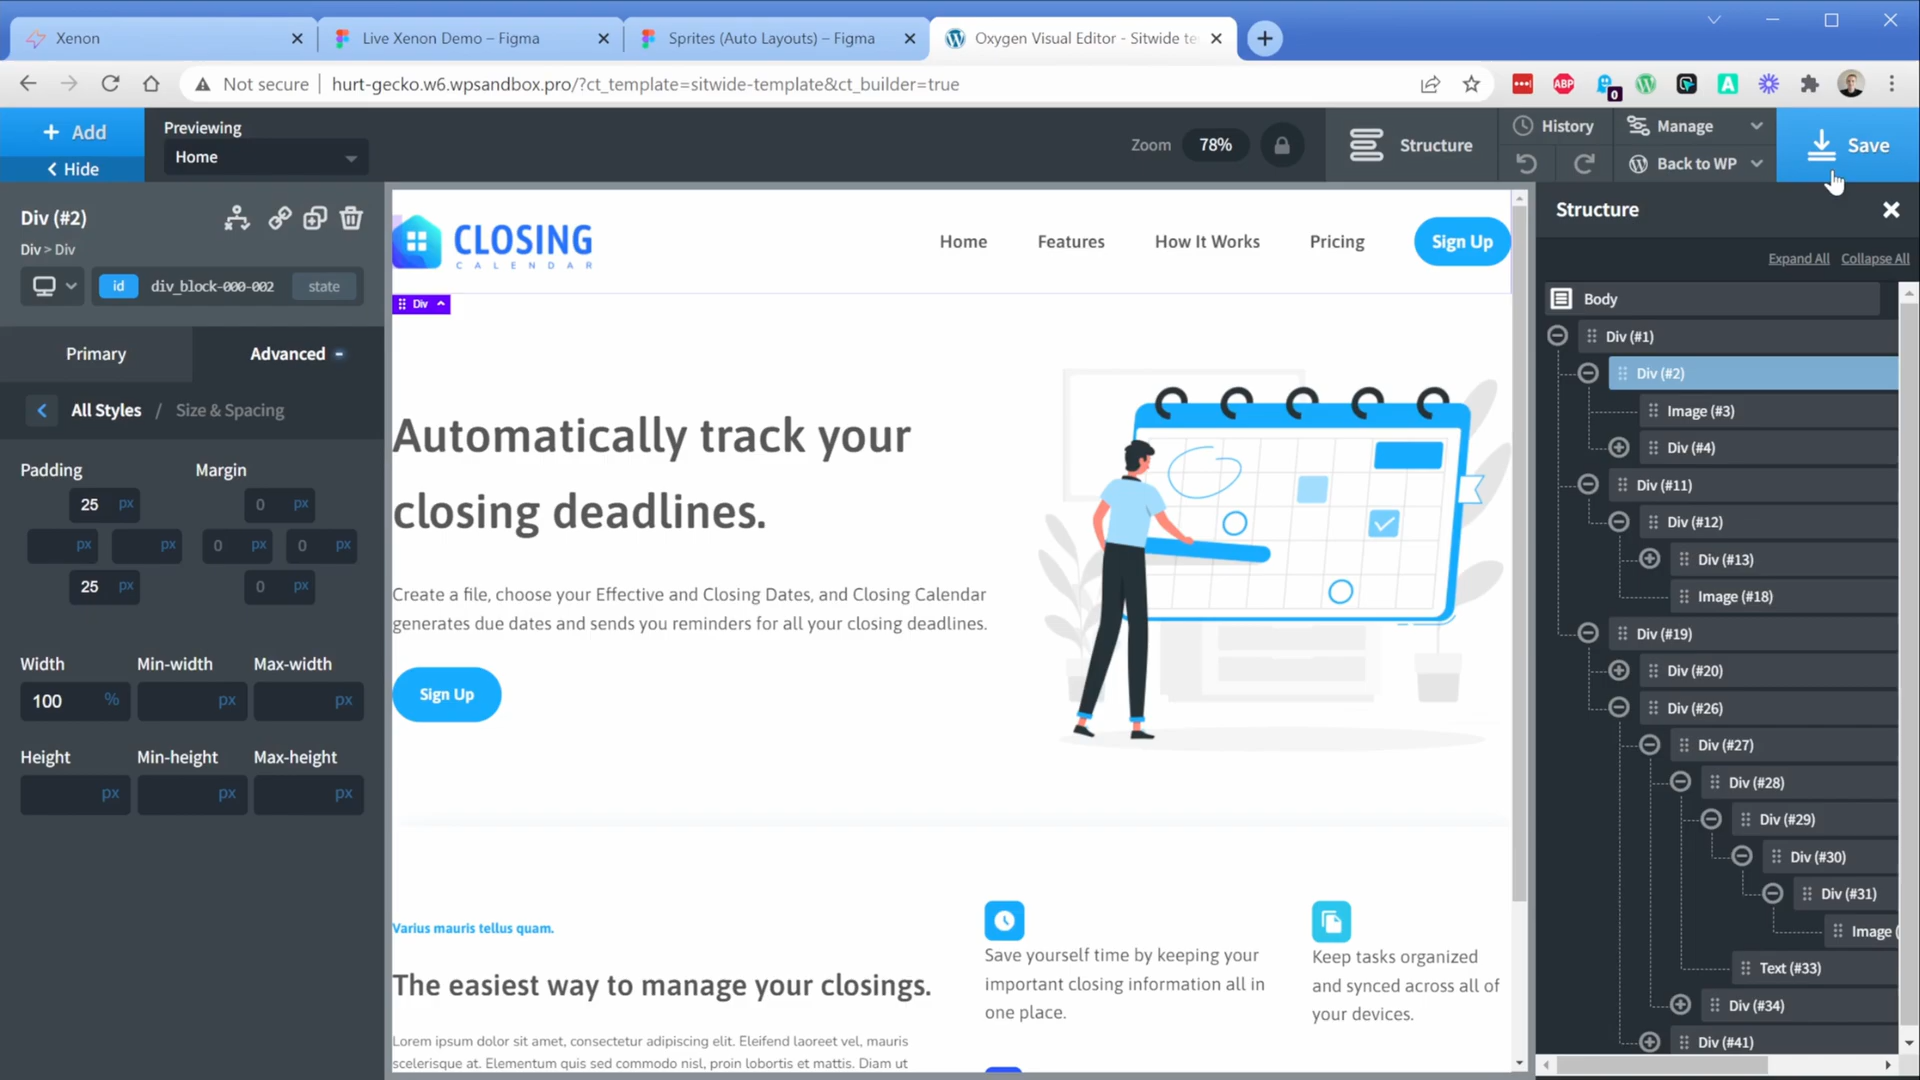 Xenon
Live Xenon Demo – Figma
Sprites (Auto Layouts) – Figma
Oxygen Visual Editor - Sitwide te
Not secure
hurt-gecko.w6.wpsandbox.pro/?ct_template=sitwide-template&ct_builder=true
ABP
0
A
+ Add
Hide
Previewing
Home
Zoom
78%
Structure
History
Manage
Back to WP
Save
Div (#2)
Div > Div
id
div_block-000-002
state
Primary
Advanced
All Styles / Size & Spacing
Padding
Margin
25 px
0 px
px
px
0 px
0 px
25 px
0 px
Width
Min-width
Max-width
100 %
px
px
Height
Min-height
Max-height
px
px
px
CLOSING
CALENDAR
Home
Features
How It Works
Pricing
Sign Up
Div
Automatically track your
closing deadlines.
Create a file, choose your Effective and Closing Dates, and Closing Calendar
generates due dates and sends you reminders for all your closing deadlines.
Sign Up
Varius mauris tellus quam.
The easiest way to manage your closings.
Lorem ipsum dolor sit amet, consectetur adipiscing elit. Eleifend laoreet vel, mauris
scelerisque at. Elementum quis sed commodo nisl, proin lobortis et mattis. Diam ut
Save yourself time by keeping your
important closing information all in
one place.
Keep tasks organized
and synced across all of
your devices.
Structure
Expand All
Collapse All
Body
Div (#1)
Div (#2)
Image (#3)
Div (#4)
Div (#11)
Div (#12)
Div (#13)
Image (#18)
Div (#19)
Div (#20)
Div (#26)
Div (#27)
Div (#28)
Div (#29)
Div (#30)
Div (#31)
Image (
Text (#33)
Div (#34)
Div (#41)